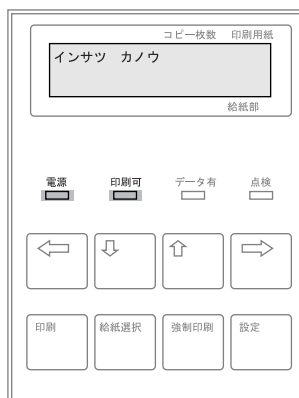 コピー枚数 印刷用紙
インサツ カノウ
給紙部
電源 印刷可 データ有 点検
印刷 給紙選択 強制印刷 設定